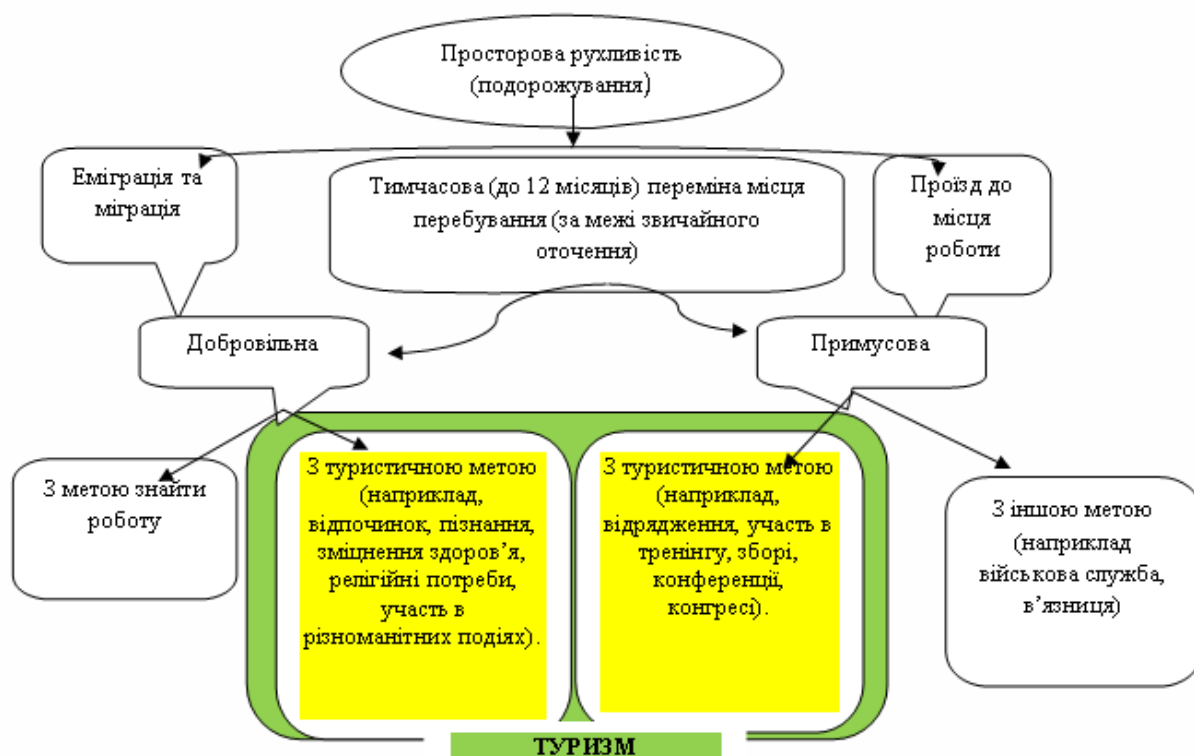 Просторова рухливість
(подорожування)
Еміграція та
міграція
Тимчасова (до 12 місяців) переміна місця
перебування (за межі звичайного
оточення)
Проїзд до
місця
роботи
Добровільна
Примусова
З метою знайти
роботу
З туристичною метою
(наприклад,
відпочинок, пізнання,
зміцнення здоров’я,
релігійні потреби,
участь в
різноманітних подіях).
З туристичною метою
(наприклад,
відрядження, участь в
тренінгу, зборі,
конференції,
конгресі).
З іншою метою
(наприклад
військова служба,
в’язниця)
ТУРИЗМ